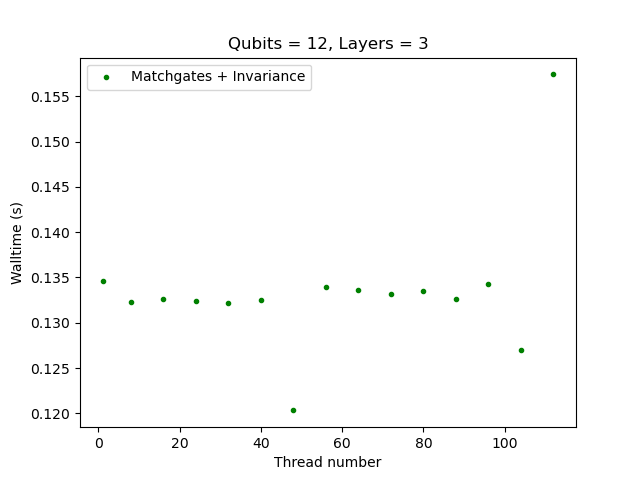 Qubits = 12, Layers = 3
Matchgates + Invariance
0.155
0.150
0.145
0.140
0.135
0.130
0.125
0.120
Walltime (s)
0 20 40 60 80 100
Thread number